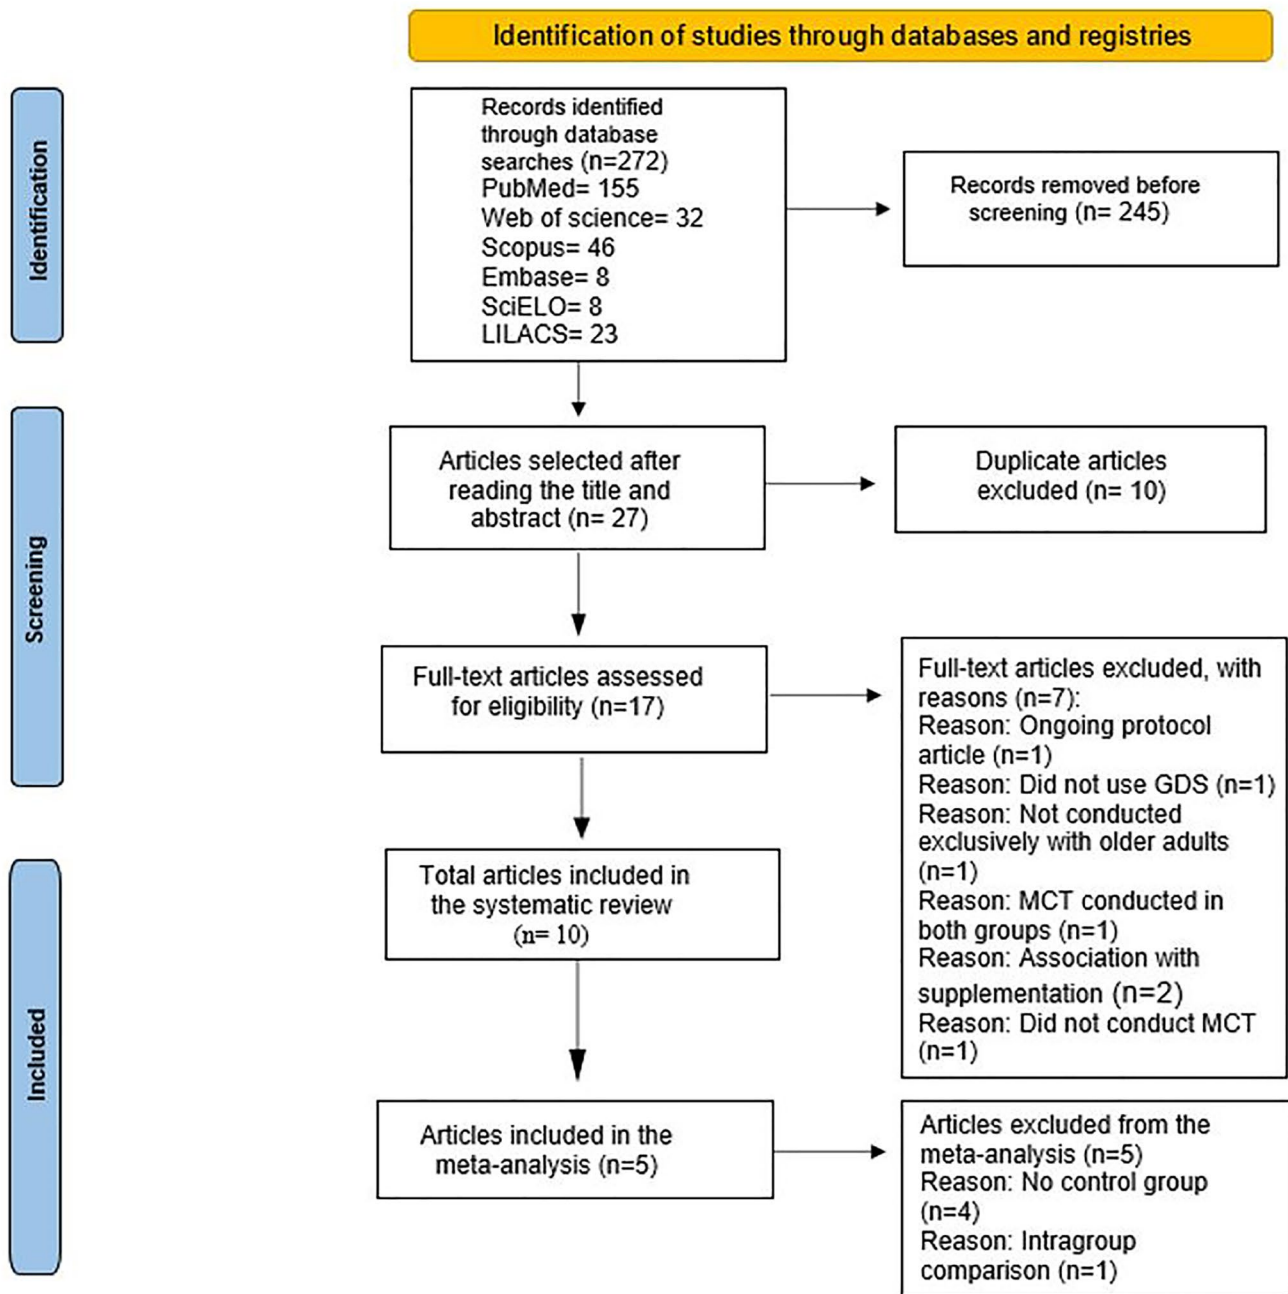 Identification of studies through databases and registries
Identification
Records identified
through database
searches (n=272)
PubMed= 155
Web of science= 32
Scopus= 46
Embase= 8
SciELO= 8
LILACS= 23
Records removed before
screening (n= 245)
Screening
Articles selected after
reading the title and
abstract (n= 27)
Duplicate articles
excluded (n= 10)
Full-text articles assessed
for eligibility (n=17)
Full-text articles excluded, with
reasons (n=7):
Reason: Ongoing protocol
article (n=1)
Reason: Did not use GDS (n=1)
Reason: Not conducted
exclusively with older adults
(n=1)
Reason: MCT conducted in
both groups (n=1)
Reason: Association with
supplementation (n=2)
Reason: Did not conduct MCT
(n=1)
Included
Total articles included in
the systematic review
(n= 10)
Articles included in the
meta-analysis (n=5)
Articles excluded from the
meta-analysis (n=5)
Reason: No control group
(n=4)
Reason: Intragroup
comparison (n=1)